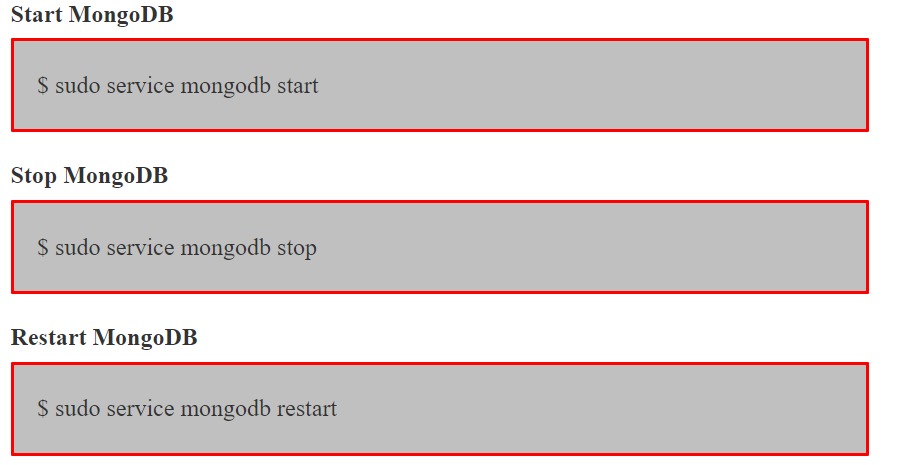 Start MongoDB
$ sudo service mongodb start
Stop MongoDB
$ sudo service mongodb stop
Restart MongoDB
$ sudo service mongodb restart